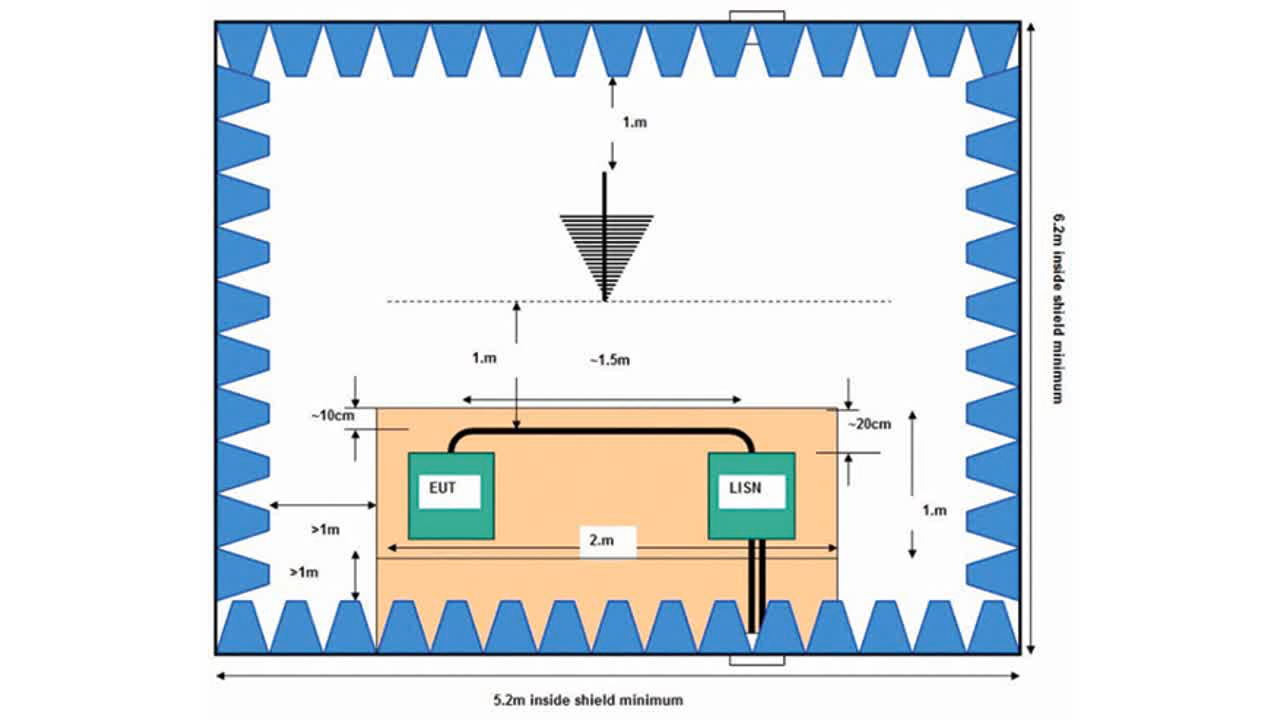 1.m
6.2m inside shield minimum
1.m
~1.5m
~10cm
~20cm
EUT
LISN
1.m
>1m
2.m
>1m
5.2m inside shield minimum